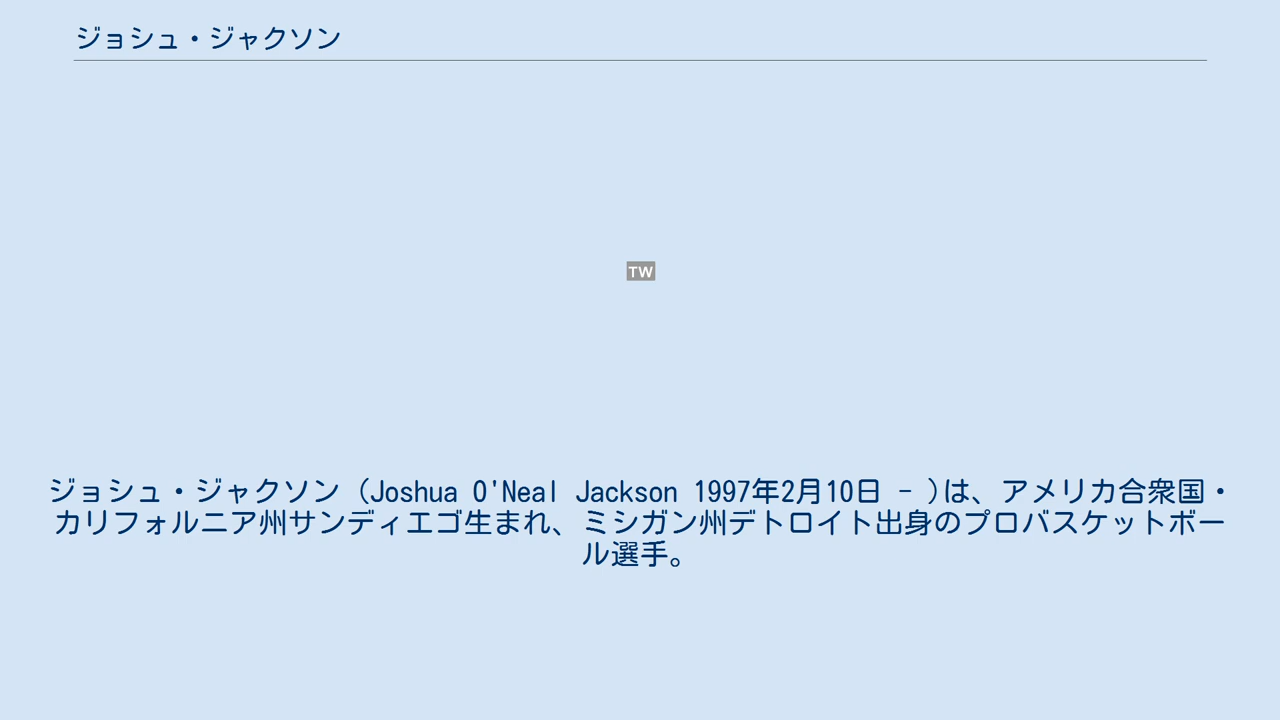 ジョシュ・ジャクソン
TW
ジョシュ・ジャクソン (Joshua O'Neal Jackson 1997年2月10日 - )は、アメリカ合衆国・
カリフォルニア州サンディエゴ生まれ、ミシガン州デトロイト出身のプロバスケットボー
ル選手。